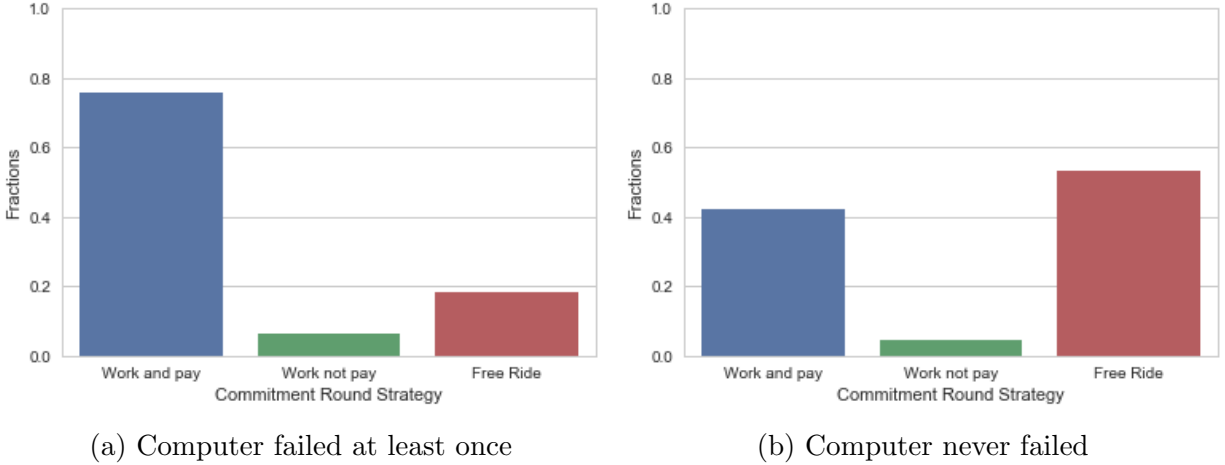 1.0
0.8
0.6
0.4
0.2
0.0
Fractions
Work and pay
Work not pay
Free Ride
Commitment Round Strategy
(a) Computer failed at least once
1.0
0.8
0.6
0.4
0.2
0.0
Fractions
Work and pay
Work not pay
Free Ride
Commitment Round Strategy
(b) Computer never failed